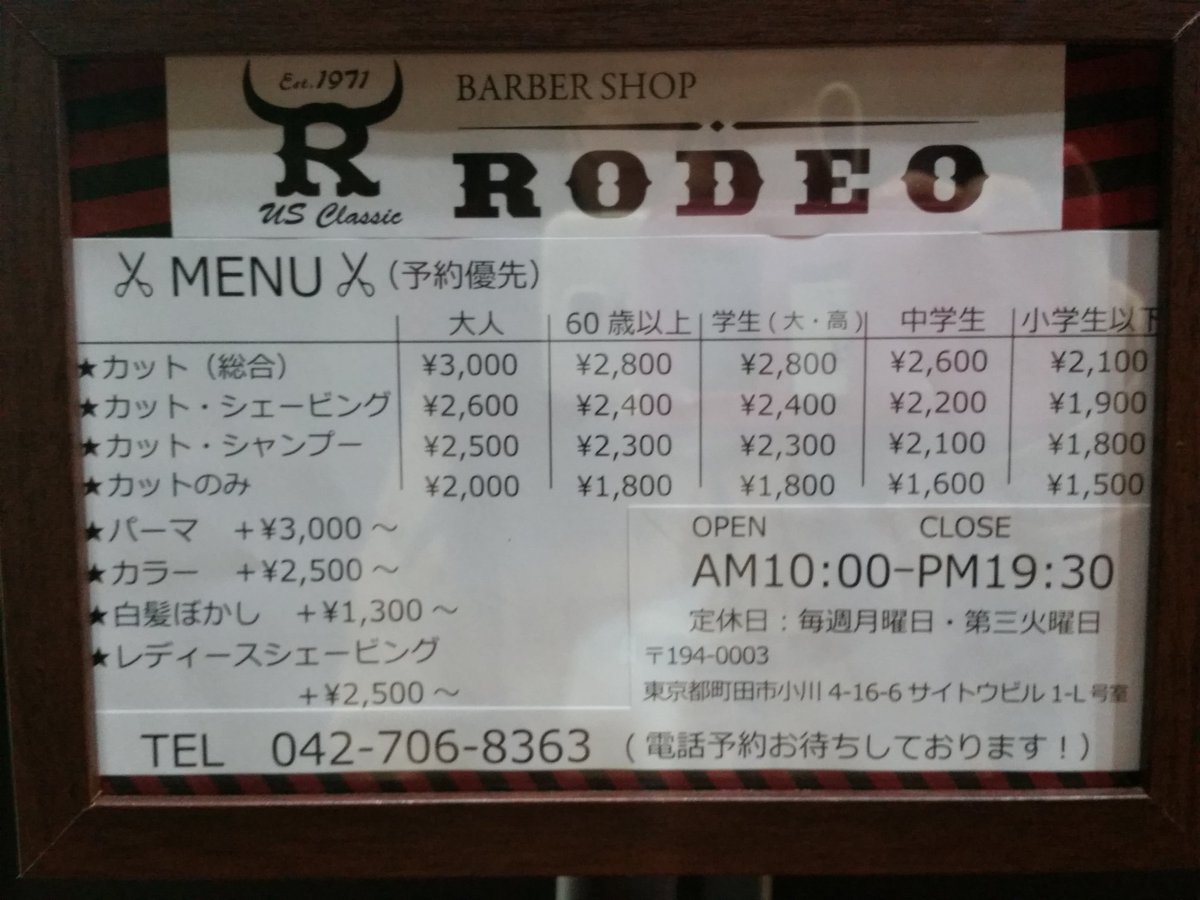 Est. 1971
R
US Classic
BARBER SHOP
RODEO
MENU (予約優先)
大人 60歳以上 学生(大・高) 中学生 小学生以下
★カット (総合) ¥3,000 ¥2,800 ¥2,800 ¥2,600 ¥2,100
★カット・シェービング ¥2,600 ¥2,400 ¥2,400 ¥2,200 ¥1,900
★カット・シャンプー ¥2,500 ¥2,300 ¥2,300 ¥2,100 ¥1,800
★カットのみ ¥2,000 ¥1,800 ¥1,800 ¥1,600 ¥1,500
★パーマ +¥3,000～
★カラー +¥2,500～
★白髪ぼかし +¥1,300～
★レディースシェービング
+¥2,500～
OPEN CLOSE
AM10:00-PM19:30
定休日：毎週月曜日・第三火曜日
〒194-0003
東京都町田市小川4-16-6サイトウビル1-L号室
TEL 042-706-8363 (電話予約お待ちしております！)